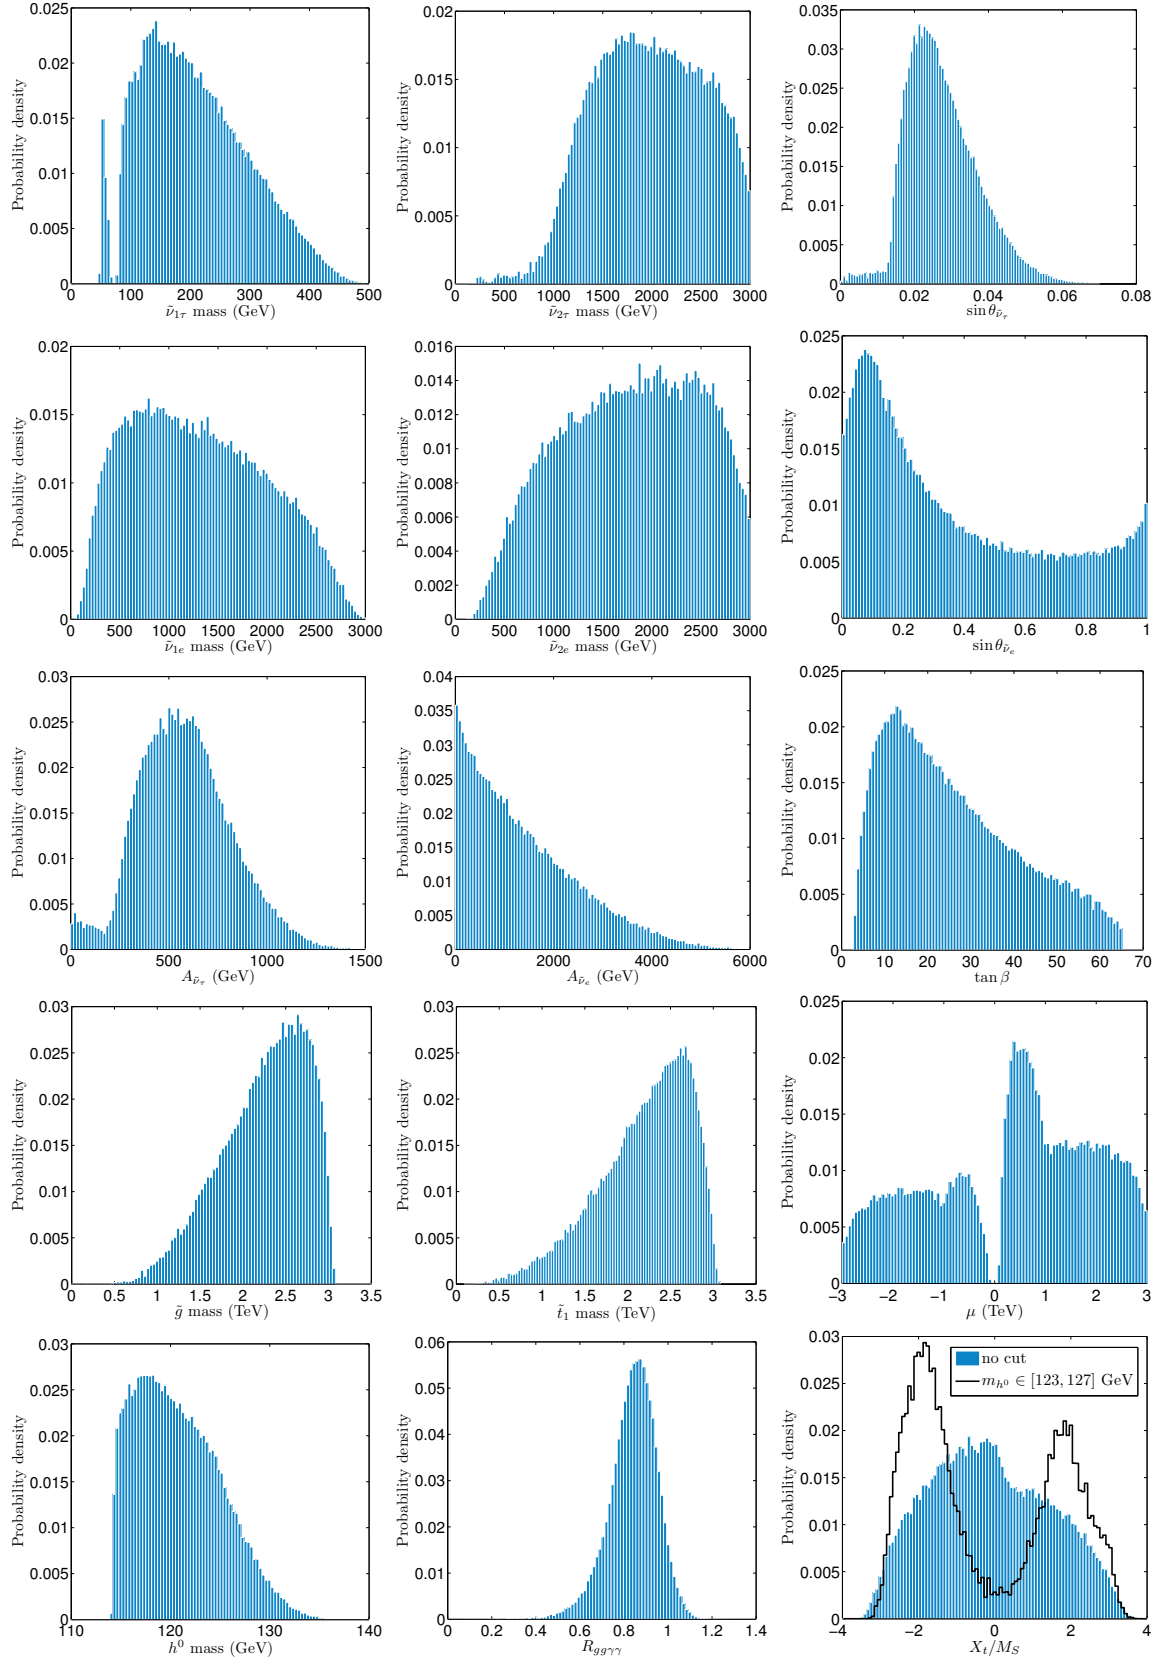 Probability density
0.025
0.02
0.015
0.01
0.005
0
0 100 200 300 400 500
ν̃1τ mass (GeV)
Probability density
0.02
0.015
0.01
0.005
0
0 500 1000 1500 2000 2500 3000
ν̃2τ mass (GeV)
Probability density
0.035
0.03
0.025
0.02
0.015
0.01
0.005
0
0 0.02 0.04 0.06 0.08
sin θν̃τ
Probability density
0.02
0.015
0.01
0.005
0
0 500 1000 1500 2000 2500 3000
ν̃1e mass (GeV)
Probability density
0.016
0.014
0.012
0.01
0.008
0.006
0.004
0.002
0
0 500 1000 1500 2000 2500 3000
ν̃2e mass (GeV)
Probability density
0.025
0.02
0.015
0.01
0.005
0
0 0.2 0.4 0.6 0.8 1
sin θν̃e
Probability density
0.03
0.025
0.02
0.015
0.01
0.005
0
0 500 1000 1500
Aν̃τ (GeV)
Probability density
0.04
0.035
0.03
0.025
0.02
0.015
0.01
0.005
0
0 2000 4000 6000
Aν̃e (GeV)
Probability density
0.025
0.02
0.015
0.01
0.005
0
0 10 20 30 40 50 60 70
tan β
Probability density
0.03
0.025
0.02
0.015
0.01
0.005
0
0 0.5 1 1.5 2 2.5 3 3.5
g̃ mass (TeV)
Probability density
0.03
0.025
0.02
0.015
0.01
0.005
0
0 0.5 1 1.5 2 2.5 3 3.5
t̃1 mass (TeV)
Probability density
0.025
0.02
0.015
0.01
0.005
0
−3 −2 −1 0 1 2 3
μ (TeV)
Probability density
0.03
0.025
0.02
0.015
0.01
0.005
0
110 120 130 140
h0 mass (GeV)
Probability density
0.06
0.05
0.04
0.03
0.02
0.01
0
0 0.2 0.4 0.6 0.8 1 1.2 1.4
Rggγγ
Probability density
0.03
0.025
0.02
0.015
0.01
0.005
0
−4 −2 0 2 4
Xt/MS
no cut
mh0 ∈ [123, 127] GeV